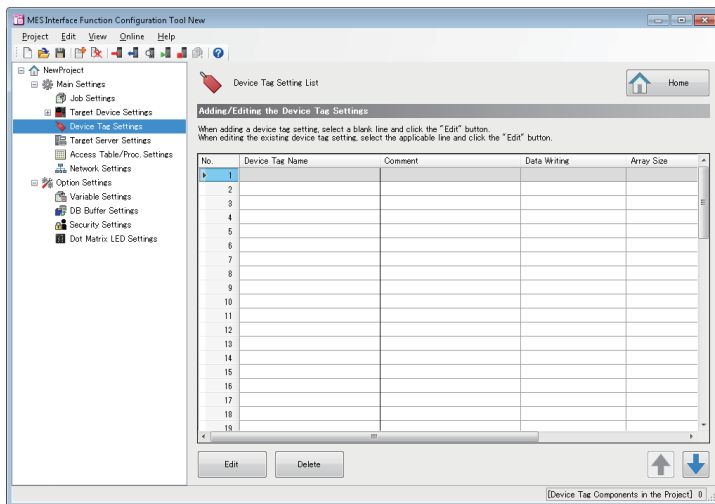 MES Interface Function Configuration Tool New
Project Edit View Online Help
NewProject
Main Settings
Job Settings
Target Device Settings
Device Tag Settings
Target Server Settings
Access Table/Proc. Settings
Network Settings
Option Settings
Variable Settings
DB Buffer Settings
Security Settings
Dot Matrix LED Settings
Device Tag Setting List
Home
Adding/Editing the Device Tag Settings
When adding a device tag setting, select a blank line and click the "Edit" button.
When editing the existing device tag setting, select the applicable line and click the "Edit" button.
No. Device Tag Name Comment Data Writing Array Size
1
2
3
4
5
6
7
8
9
10
11
12
13
14
15
16
17
18
19
Edit Delete
[Device Tag Components in the Project] 0